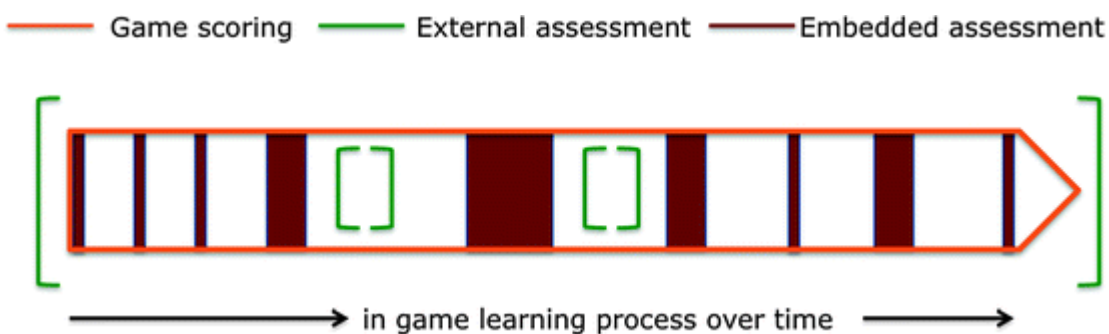 Game scoring External assessment Embedded assessment
in game learning process over time